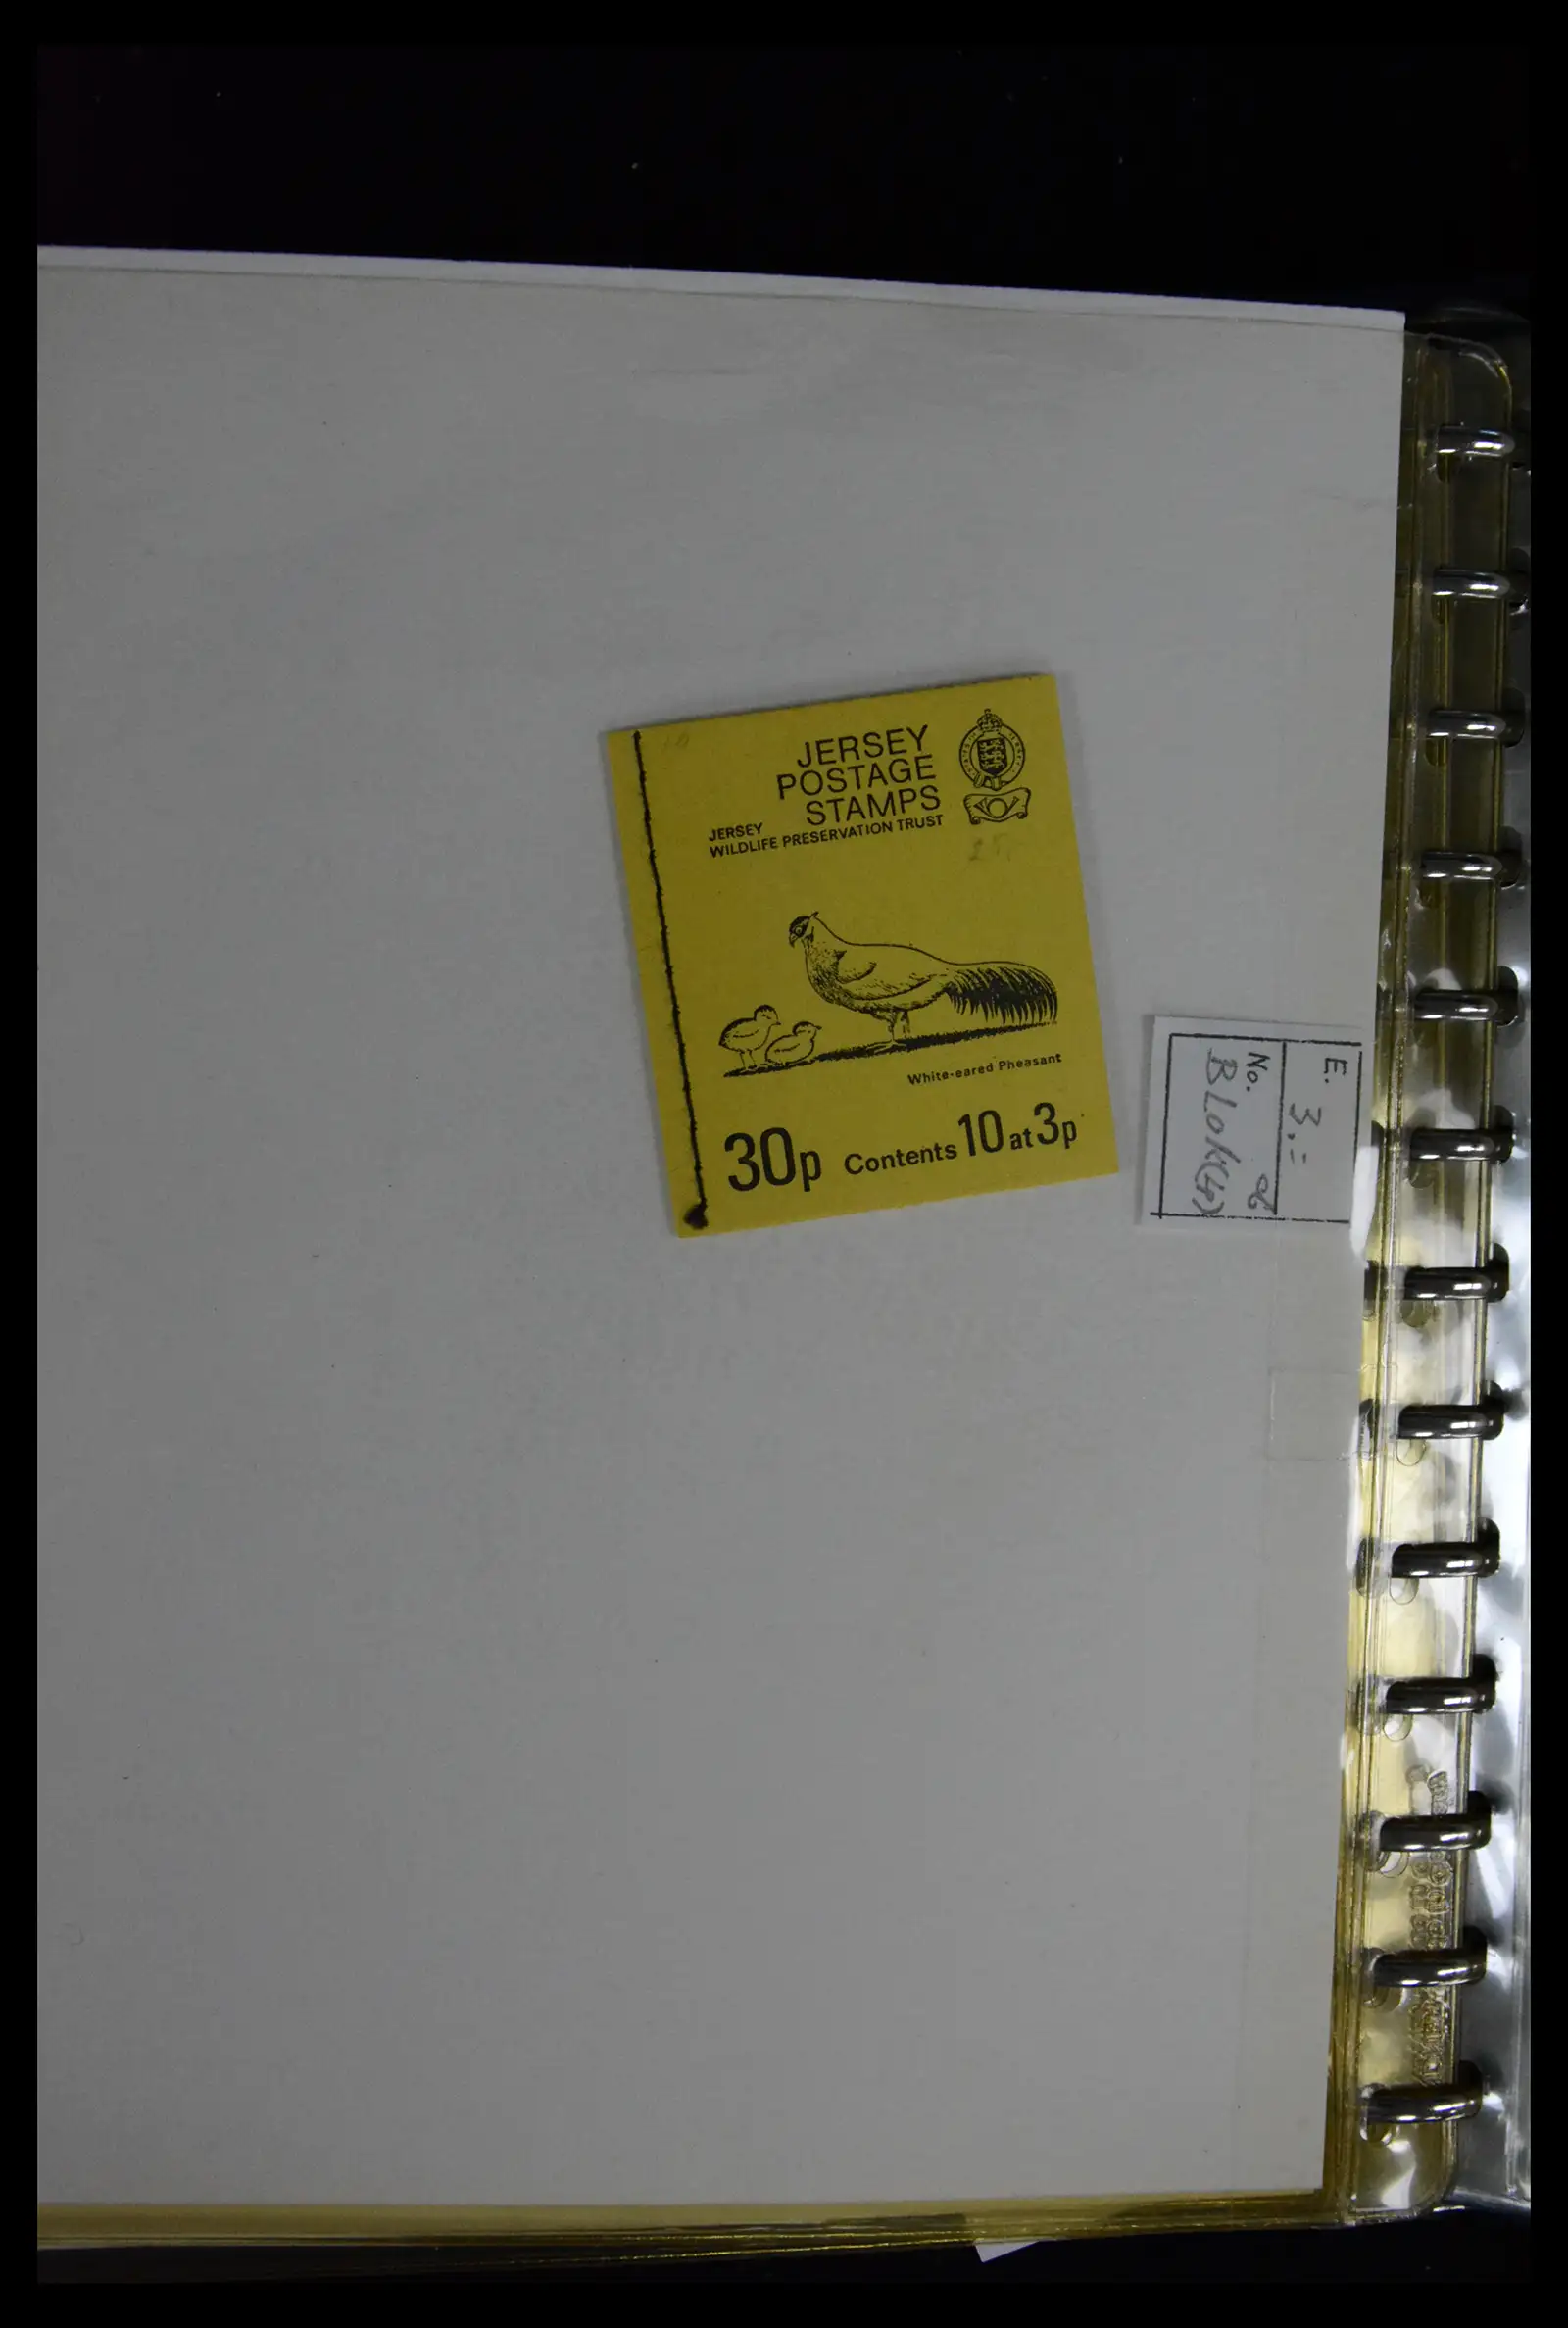 JERSEY
POSTAGE
STAMPS
JERSEY
WILDLIFE PRESERVATION TRUST
25.
White-eared Pheasant
30p Contents 10 at 3p
E. 3.=
No.
BLOK(4)